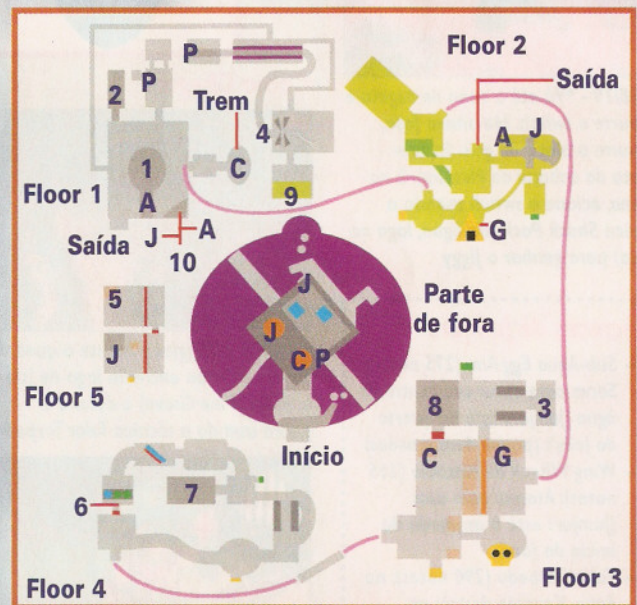 P
Floor 2
P
Saída
2
Trem
4
A
J
1
C
Floor 1
9
A
G
Saída
J
A
10
5
J
Parte
de fora
J
J
C
P
Floor 5
8
3
Início
C
G
6
7
Floor 4
Floor 3